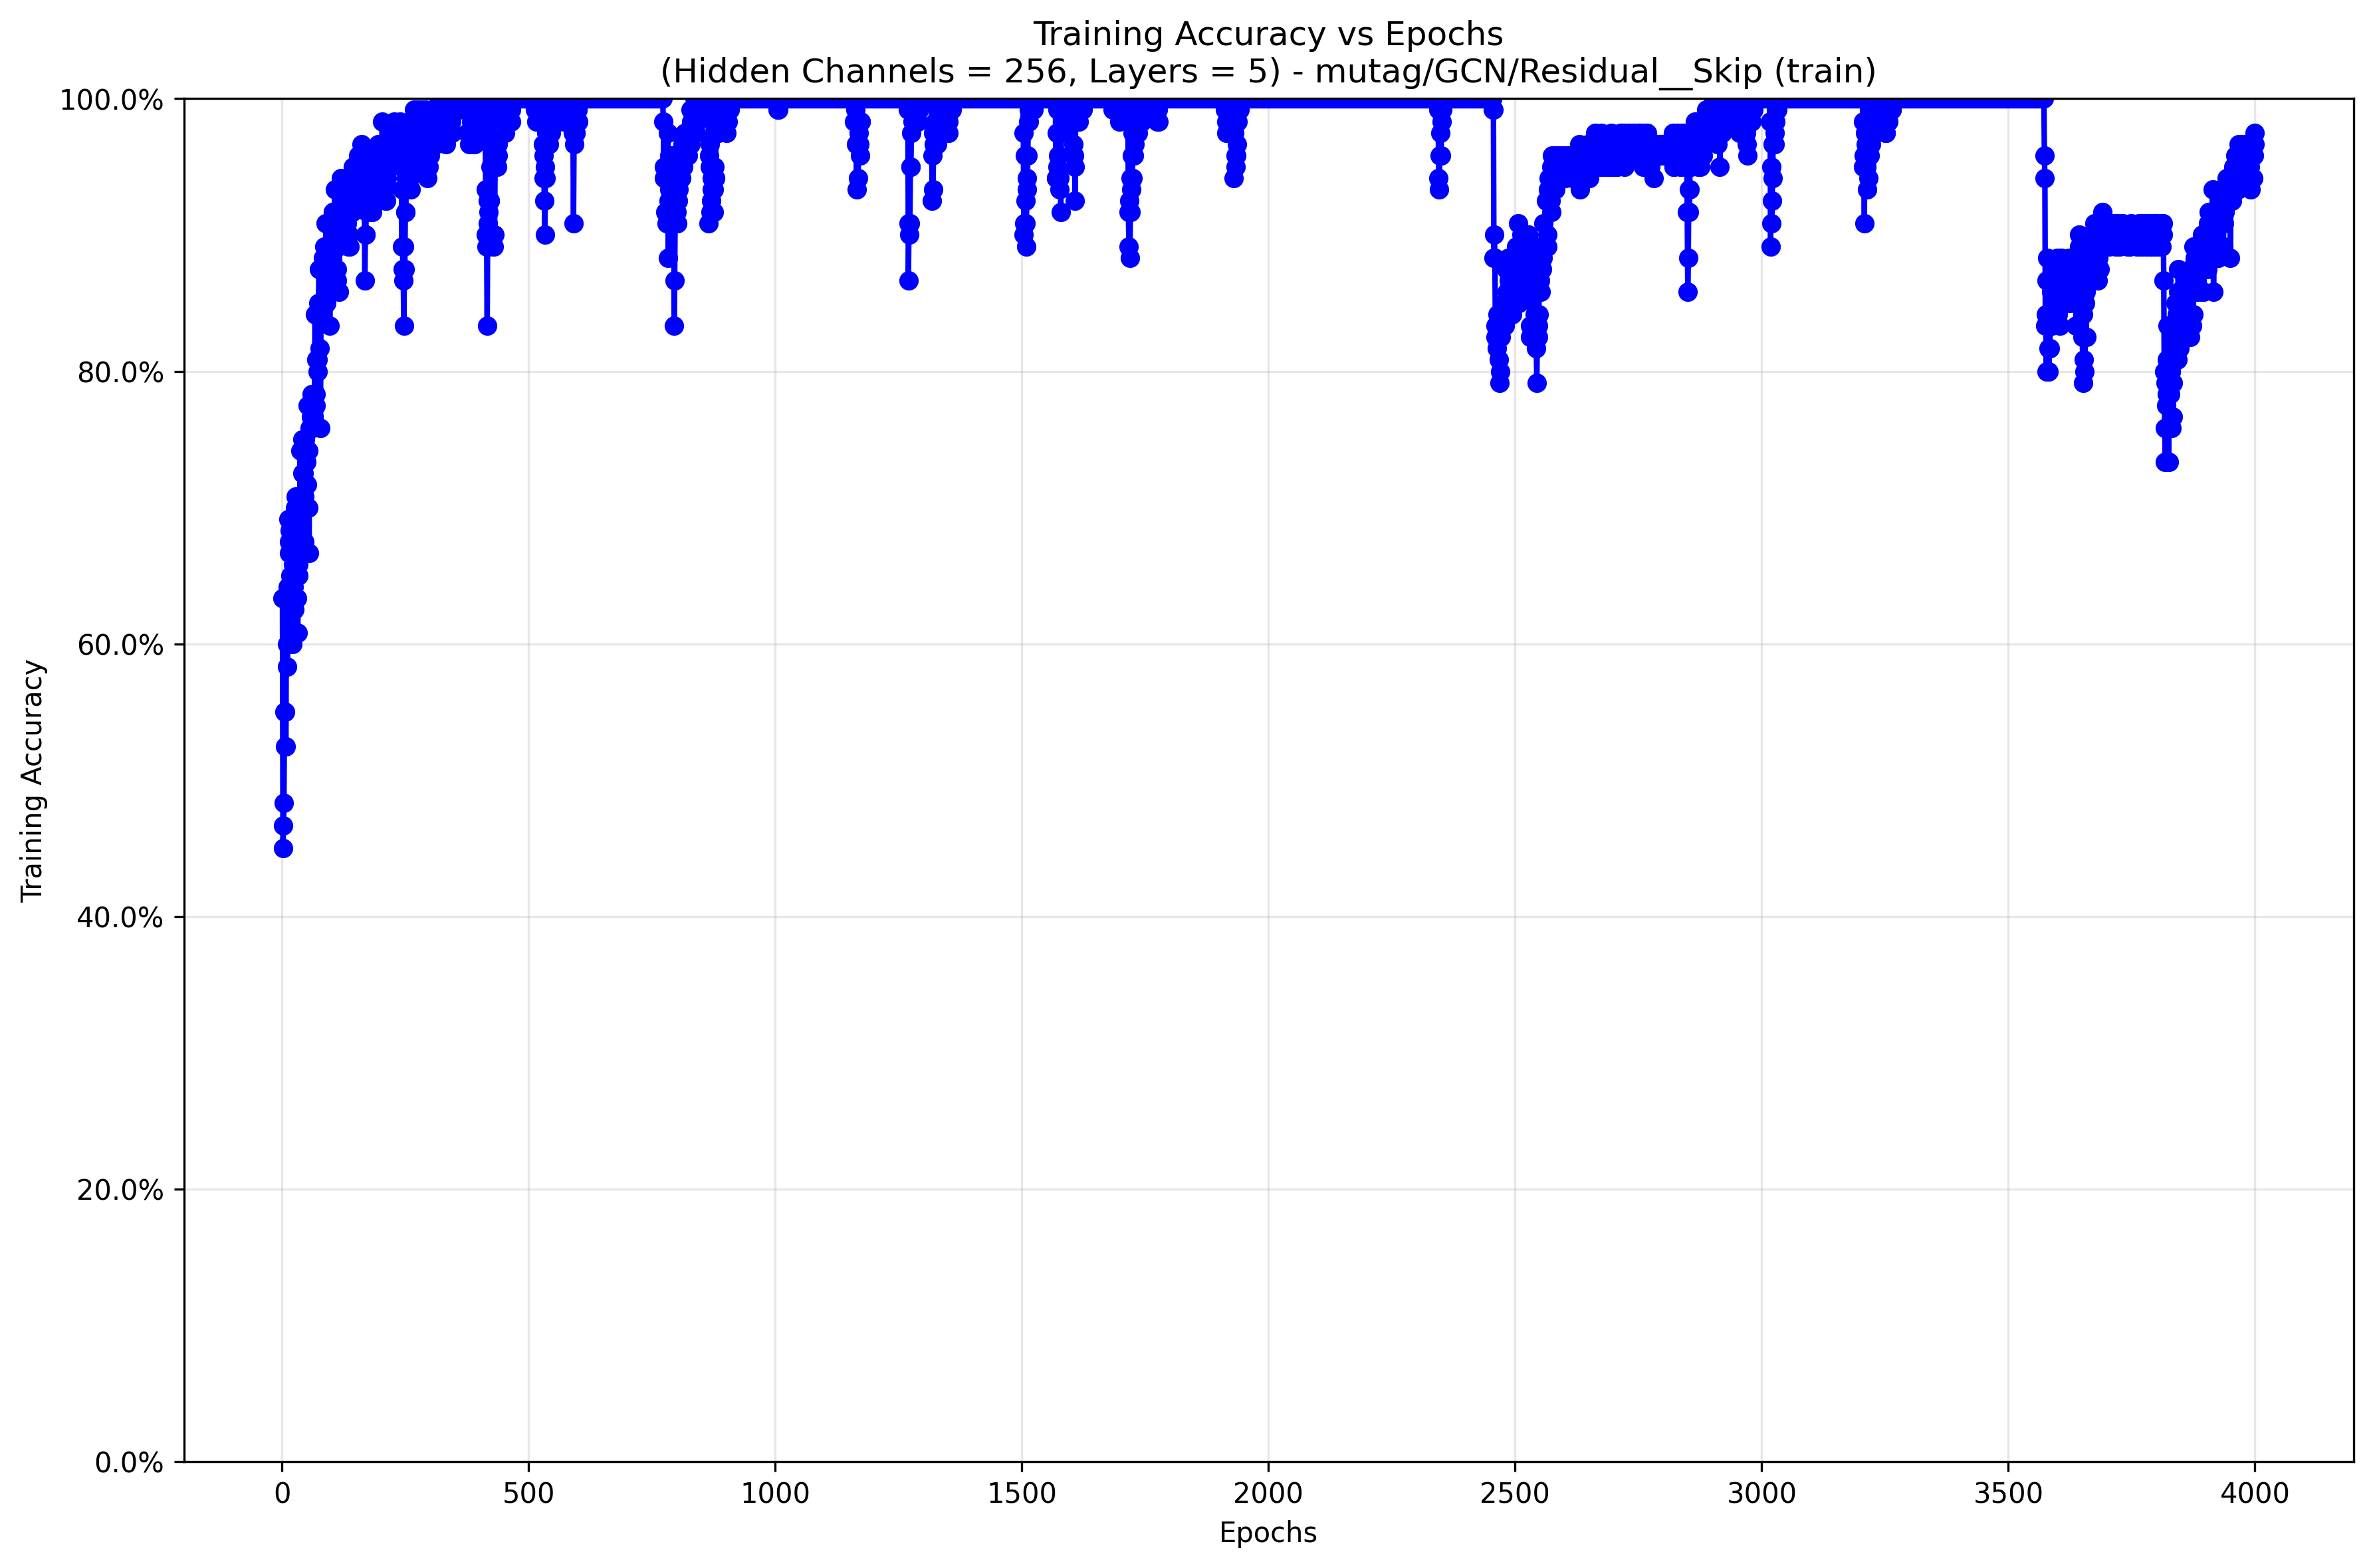 Training Accuracy vs Epochs
(Hidden Channels = 256, Layers = 5) - mutag/GCN/Residual__Skip (train)
100.0%
80.0%
60.0%
40.0%
20.0%
0.0%
Training Accuracy
0 500 1000 1500 2000 2500 3000 3500 4000
Epochs